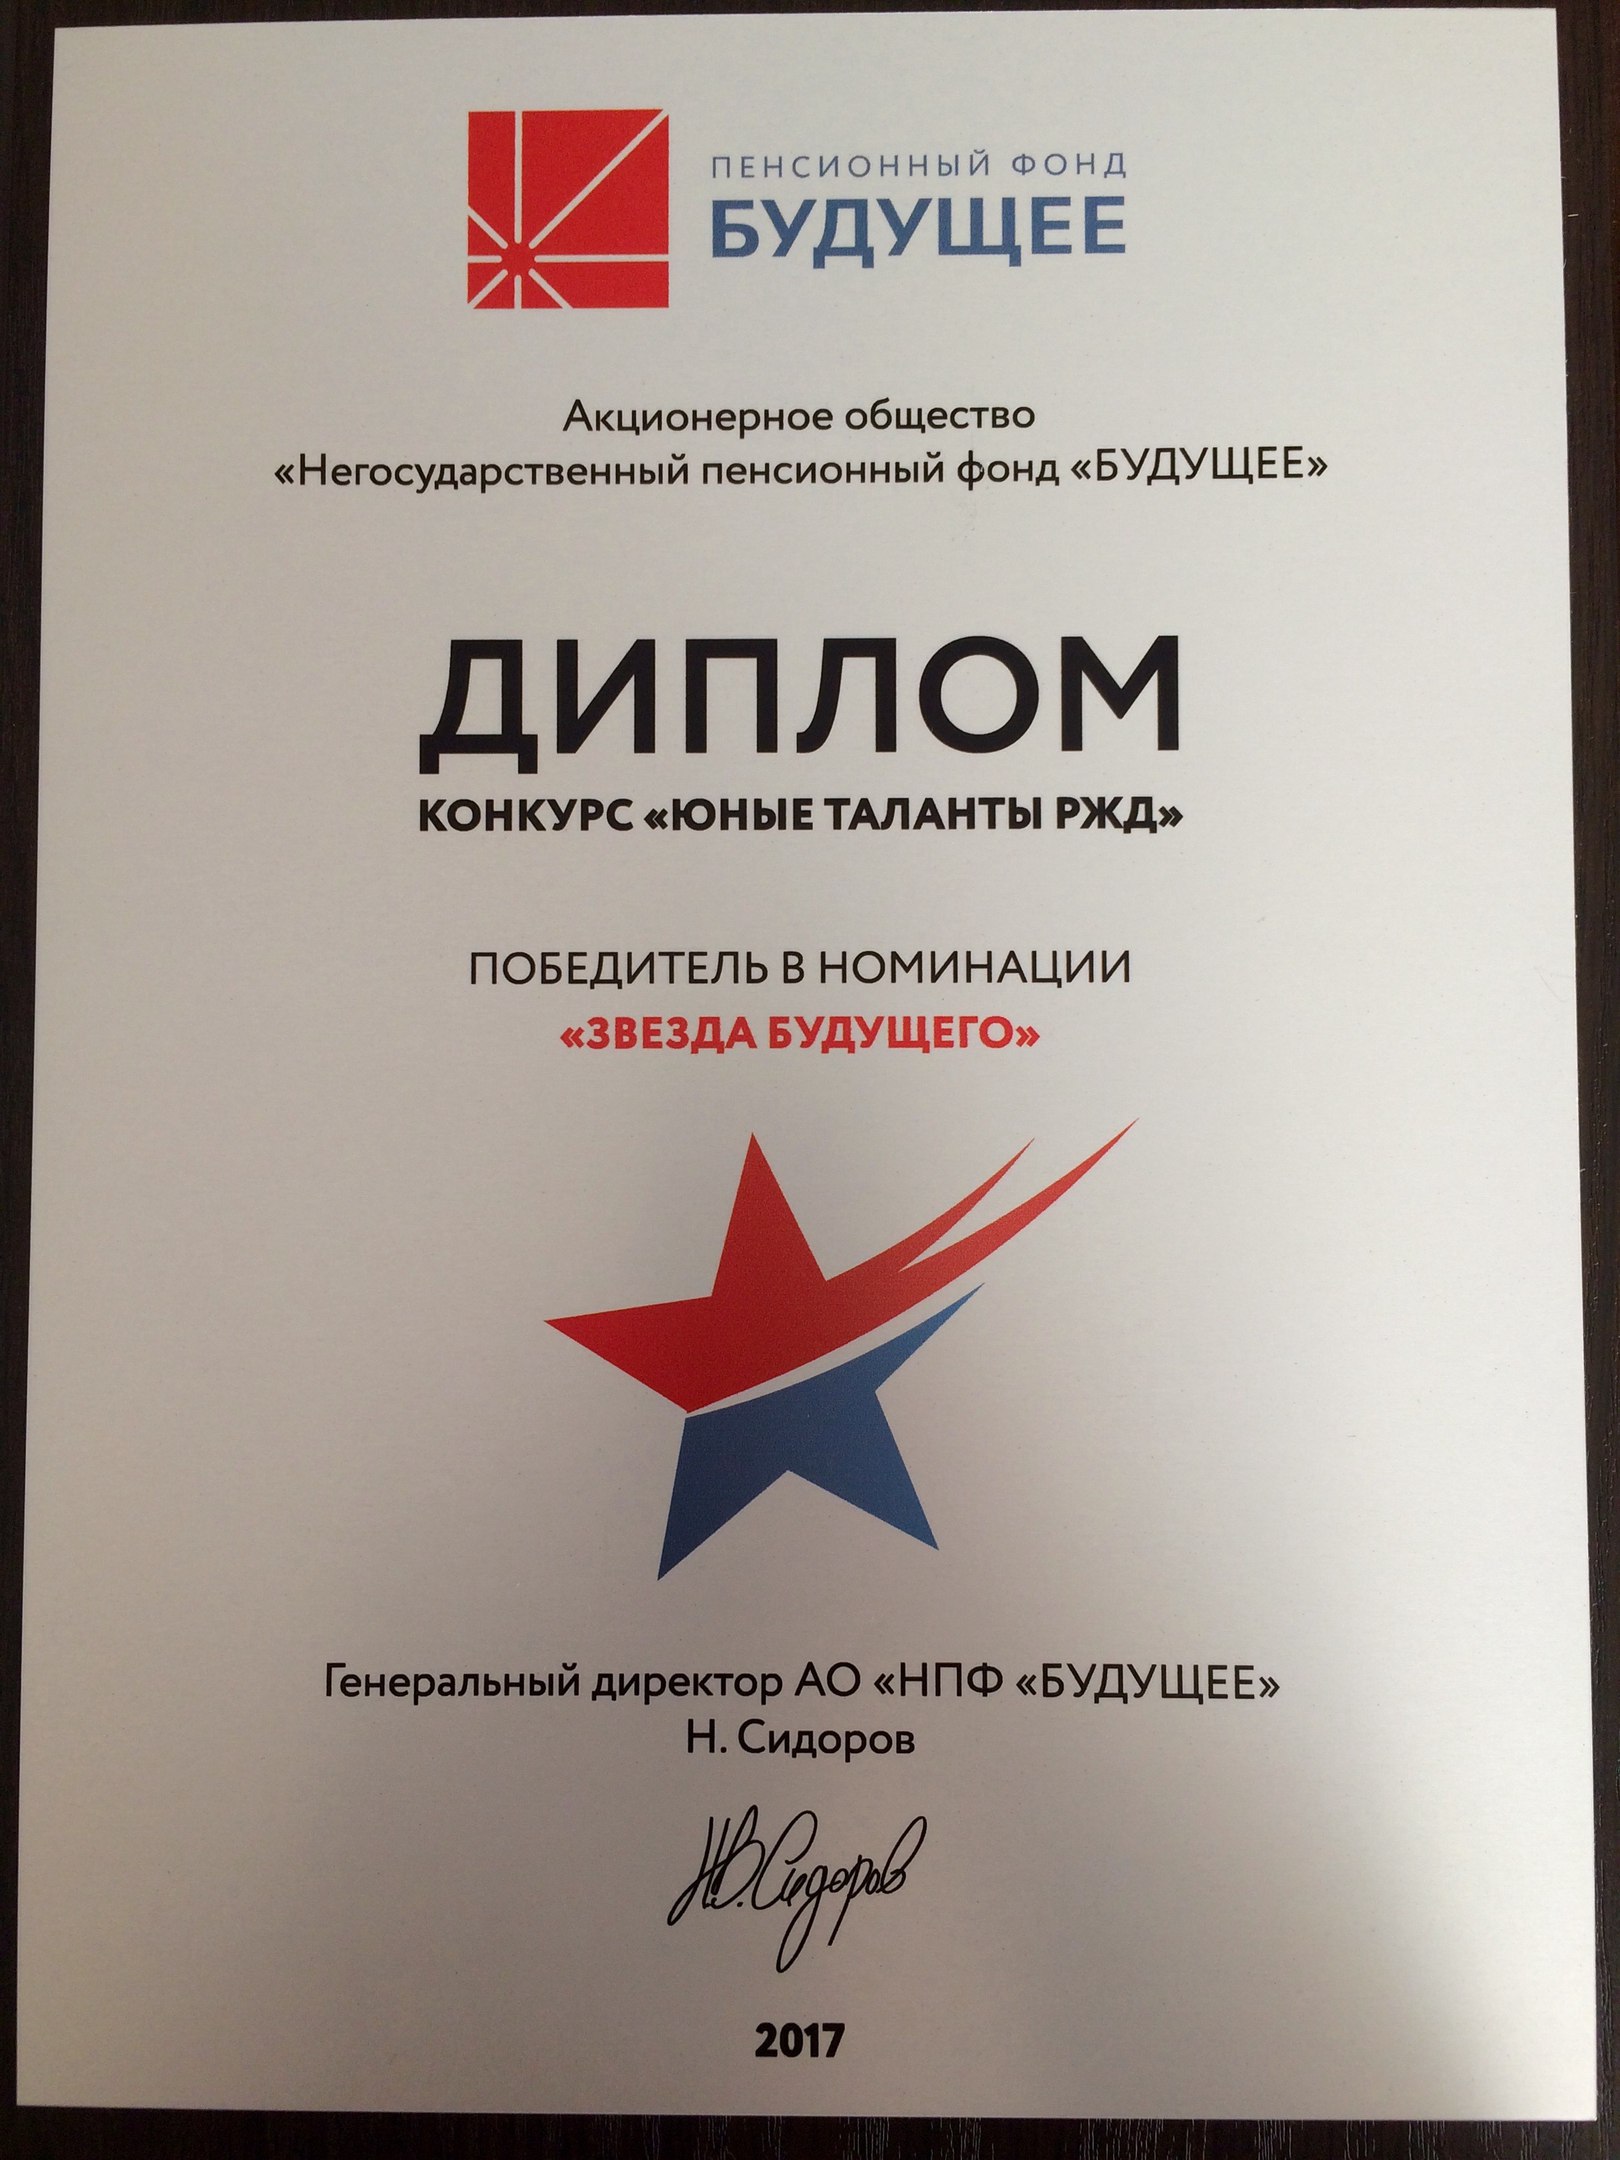 ПЕНСИОННЫЙ ФОНД
БУДУЩЕЕ
Акционерное общество
«Негосударственный пенсионный фонд «БУДУЩЕЕ»
ДИПЛОМ
КОНКУРС «ЮНЫЕ ТАЛАНТЫ РЖД»
ПОБЕДИТЕЛЬ В НОМИНАЦИИ
«ЗВЕЗДА БУДУЩЕГО»
Генеральный директор АО «НПФ «БУДУЩЕЕ»
Н. Сидоров
Н.В.Сидоров
2017